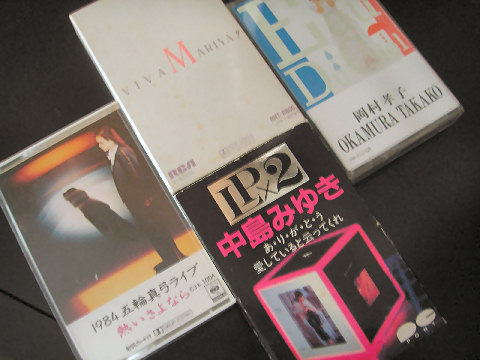 VIVA MARIYA!!
RCA
岡村孝子
OKAMURA TAKAKO
1984 五輪真弓ライブ
熱いさよなら
LP×2
中島みゆき
あ・り・が・と・う
愛していると云ってくれ